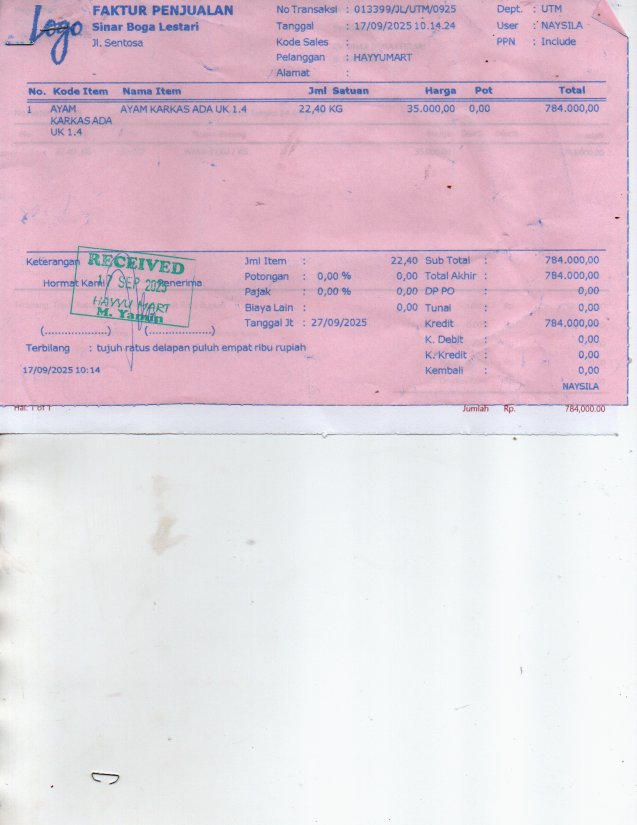 Logo
FAKTUR PENJUALAN
Sinar Boga Lestari
Jl. Sentosa
No Transaksi : 013399/JL/UTM/0925
Tanggal : 17/09/2025 10.14.24
Kode Sales :
Pelanggan : HAYYUMART
Alamat :
Dept. : UTM
User : NAYSILA
PPN : Include
No. Kode Item Nama Item Jml Satuan Harga Pot Total
1 AYAM KARKAS ADA UK 1.4 AYAM KARKAS ADA UK 1.4 22,40 KG 35.000,00 0,00 784.000,00
Keterangan
Hormat Kami Penerima
RECEIVED
17 SEP 2025
HAYYU MART
M. Yamin
(....................) (....................)
Jml Item : 22,40
Potongan : 0,00 % 0,00
Pajak : 0,00 % 0,00
Biaya Lain : 0,00
Tanggal Jt : 27/09/2025
Sub Total : 784.000,00
Total Akhir : 784.000,00
DP PO : 0,00
Tunai : 0,00
Kredit : 784.000,00
K. Debit : 0,00
K. Kredit : 0,00
Kembali : 0,00
Terbilang : tujuh ratus delapan puluh empat ribu rupiah
17/09/2025 10:14
NAYSILA
Hal. 1 of 1
Jumlah Rp. 784,000.00